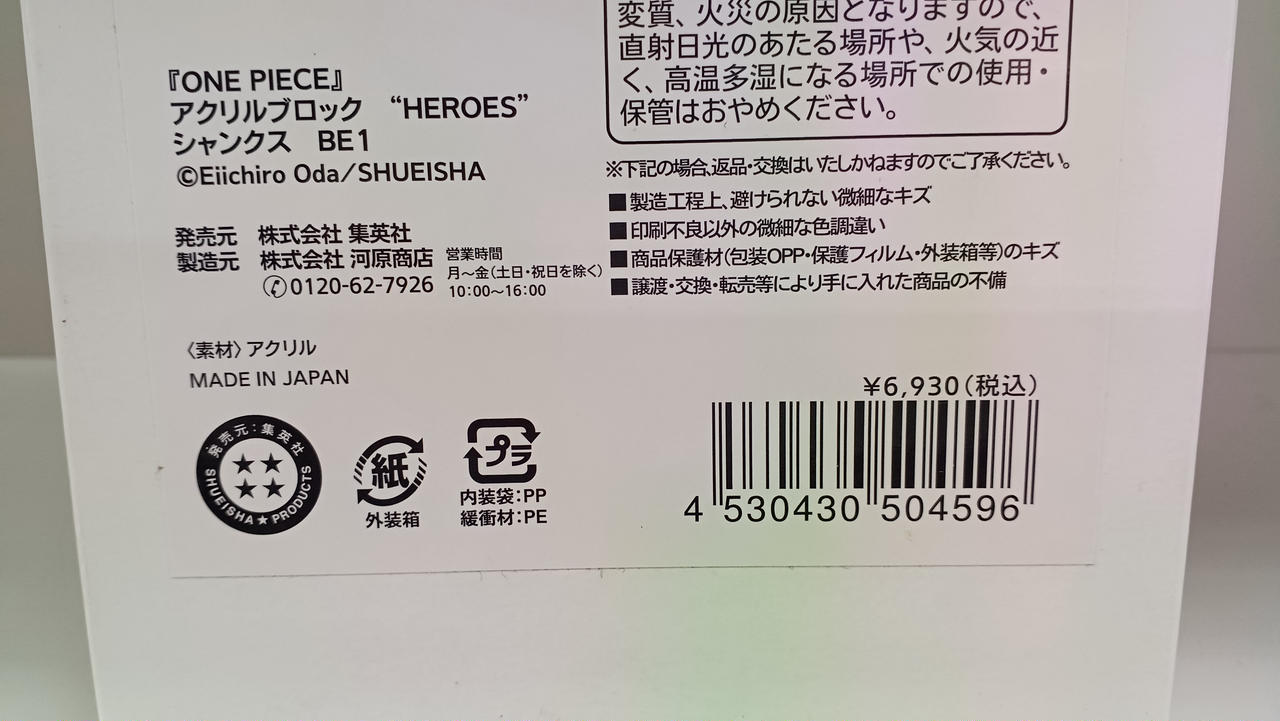 『ONE PIECE』
アクリルブロック “HEROES”
シャンクス BE1
©Eiichiro Oda/SHUEISHA
発売元 株式会社 集英社
製造元 株式会社 河原商店
0120-62-7926
営業時間
月〜金(土日・祝日を除く)
10:00〜16:00
〈素材〉アクリル
MADE IN JAPAN
発売元:集英社
SHUEISHA★PRODUCTS
紙
外装箱
プラ
内装袋:PP
緩衝材:PE
変質、火災の原因となりますので、
直射日光のあたる場所や、火気の近
く、高温多湿になる場所での使用・
保管はおやめください。
※下記の場合、返品・交換はいたしかねますのでご了承ください。
■製造工程上、避けられない微細なキズ
■印刷不良以外の微細な色調違い
■商品保護材(包装OPP・保護フィルム・外装箱等)のキズ
■譲渡・交換・転売等により手に入れた商品の不備
¥6,930(税込)
4 530430 504596